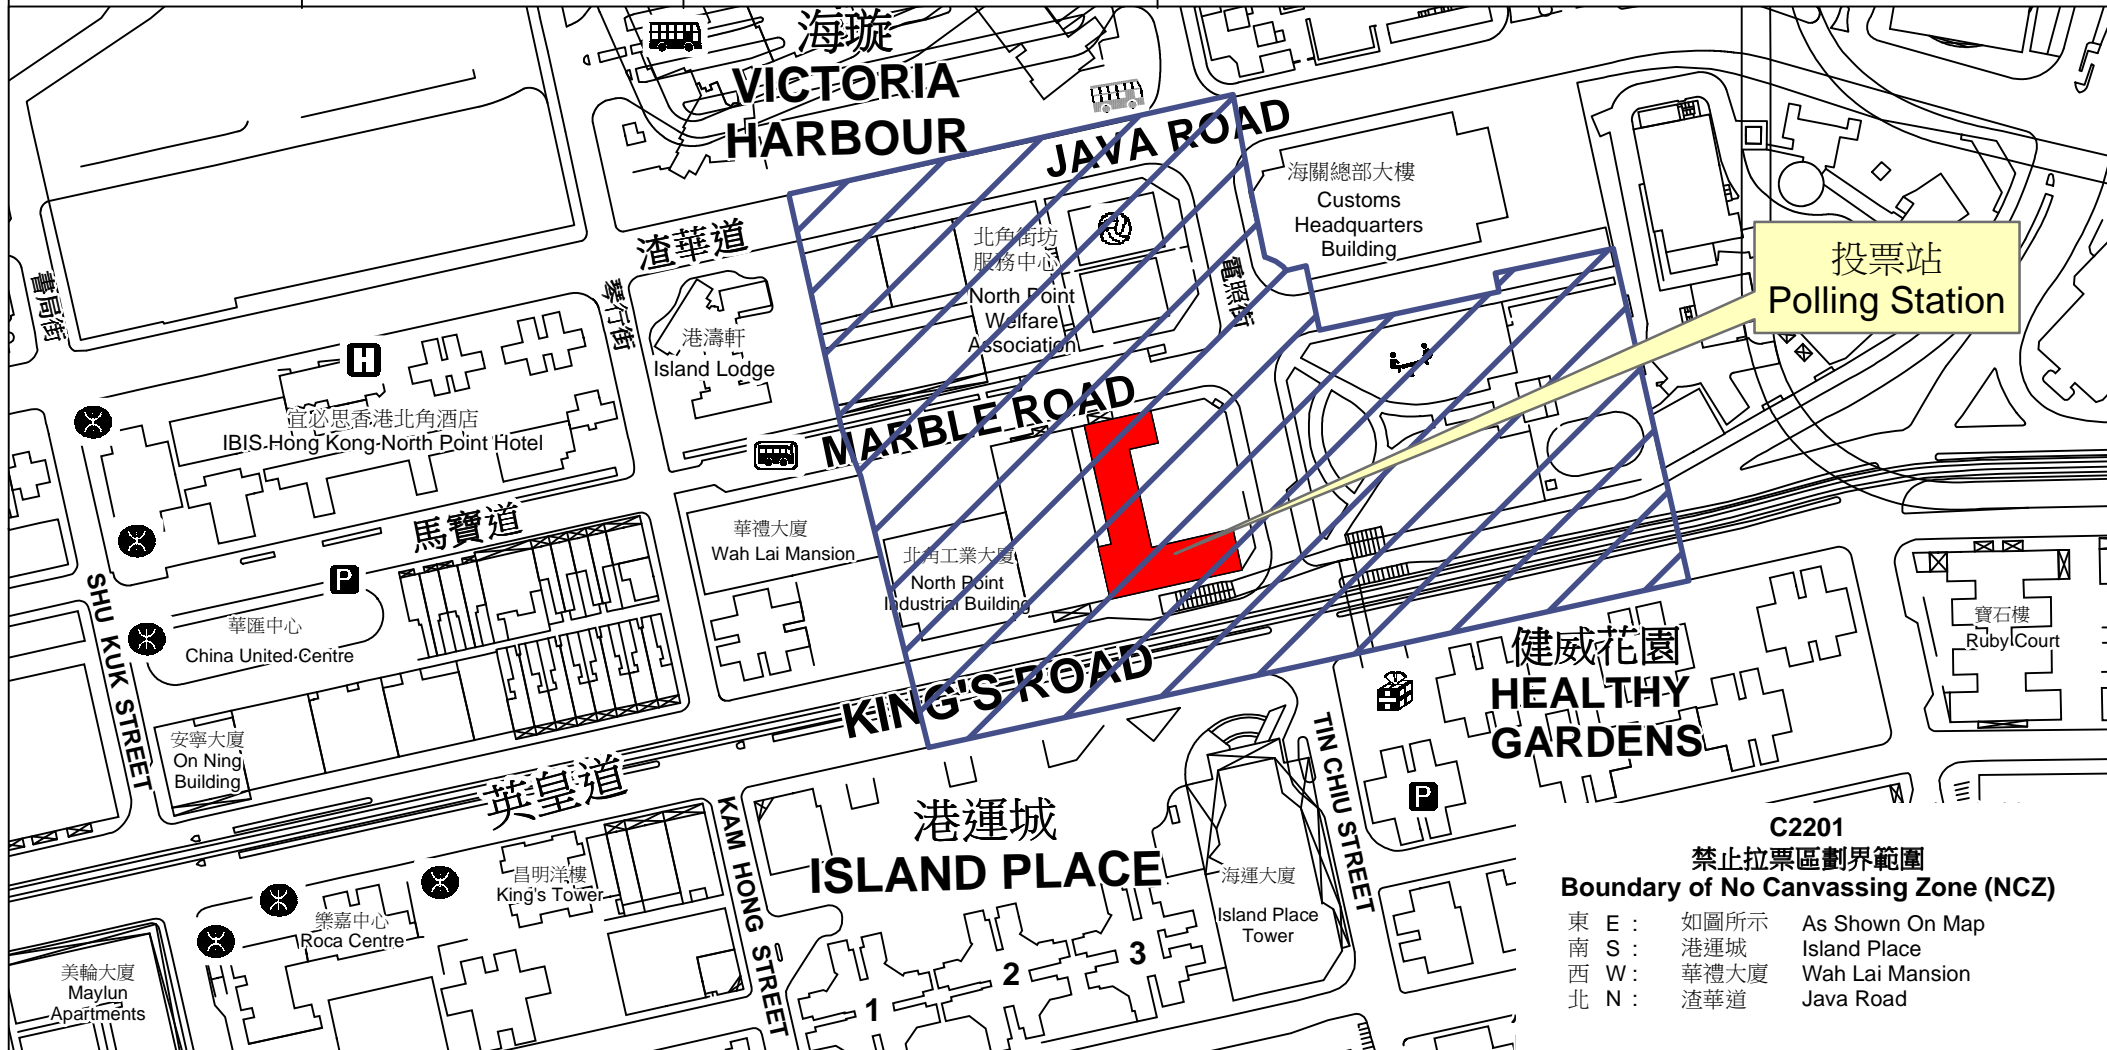 海璇
VICTORIA
HARBOUR
JAVA ROAD
渣華道
海關總部大樓
Customs
Headquarters
Building
投票站
Polling Station
北角街坊
服務中心
North Point
Welfare
Association
電照街
書局街
琴行街
港濤軒
Island Lodge
宜必思香港北角酒店
IBIS Hong Kong North Point Hotel
MARBLE ROAD
馬寶道
華禮大廈
Wah Lai Mansion
北角工業大廈
North Point
Industrial Building
SHU KUK STREET
華匯中心
China United Centre
P
H
安寧大廈
On Ning
Building
KING'S ROAD
英皇道
健威花園
HEALTHY
GARDENS
寶石樓
Ruby Court
TIN CHIU STREET
P
KAM HONG STREET
港運城
ISLAND PLACE
昌明洋樓
King's Tower
樂嘉中心
Roca Centre
海運大廈
Island Place
Tower
美輪大廈
Maylun
Apartments
1
2
3
C2201
禁止拉票區劃界範圍
Boundary of No Canvassing Zone (NCZ)
東 E : 如圖所示 As Shown On Map
南 S : 港運城 Island Place
西 W : 華禮大廈 Wah Lai Mansion
北 N : 渣華道 Java Road